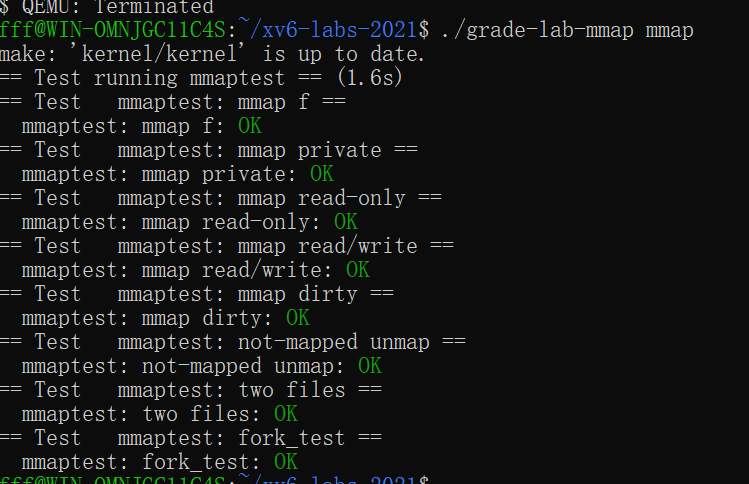 $ QEMU: Terminated
fff@WIN-OMNJGC11C4S:~/xv6-labs-2021$ ./grade-lab-mmap mmap
make: 'kernel/kernel' is up to date.
== Test running mmaptest == (1.6s)
== Test   mmaptest: mmap f ==
  mmaptest: mmap f: OK
== Test   mmaptest: mmap private ==
  mmaptest: mmap private: OK
== Test   mmaptest: mmap read-only ==
  mmaptest: mmap read-only: OK
== Test   mmaptest: mmap read/write ==
  mmaptest: mmap read/write: OK
== Test   mmaptest: mmap dirty ==
  mmaptest: mmap dirty: OK
== Test   mmaptest: not-mapped unmap ==
  mmaptest: not-mapped unmap: OK
== Test   mmaptest: two files ==
  mmaptest: two files: OK
== Test   mmaptest: fork_test ==
  mmaptest: fork_test: OK
fff@WIN-OMNJGC11C4S:~/xv6-labs-2021$